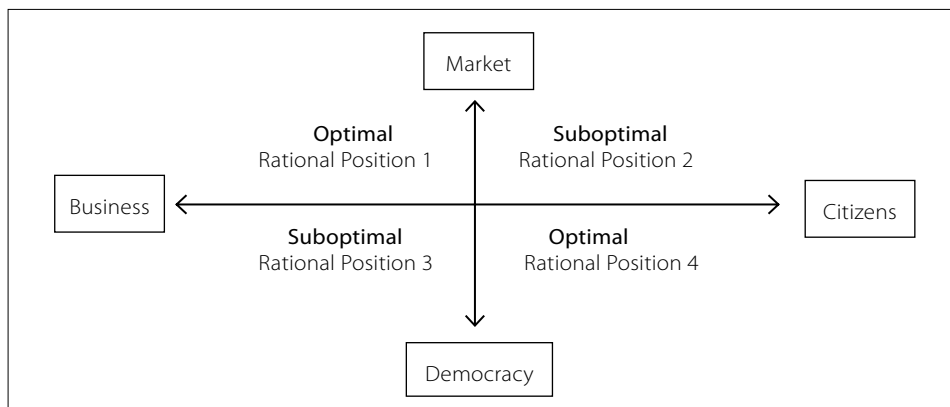 Market
Optimal
Rational Position 1
Suboptimal
Rational Position 2
Business
Citizens
Suboptimal
Rational Position 3
Optimal
Rational Position 4
Democracy